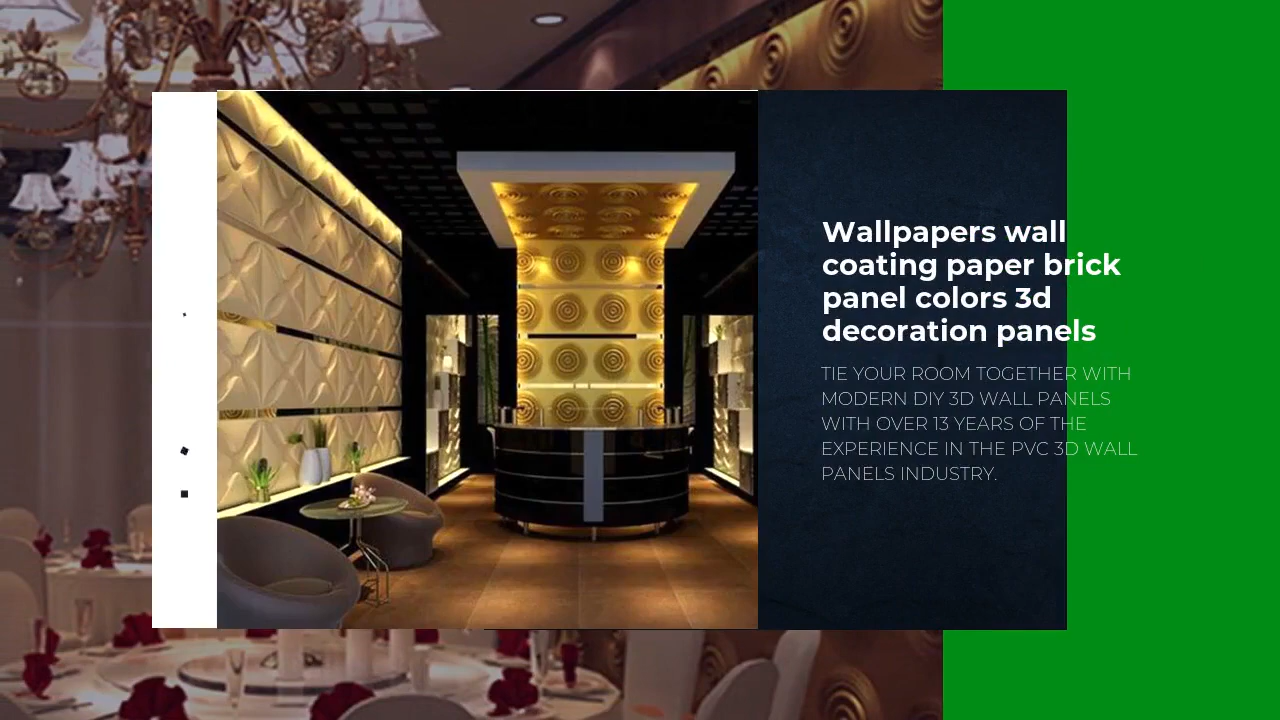 Wallpapers wall
coating paper brick
panel colors 3d
decoration panels
TIE YOUR ROOM TOGETHER WITH
MODERN DIY 3D WALL PANELS
WITH OVER 13 YEARS OF THE
EXPERIENCE IN THE PVC 3D WALL
PANELS INDUSTRY.